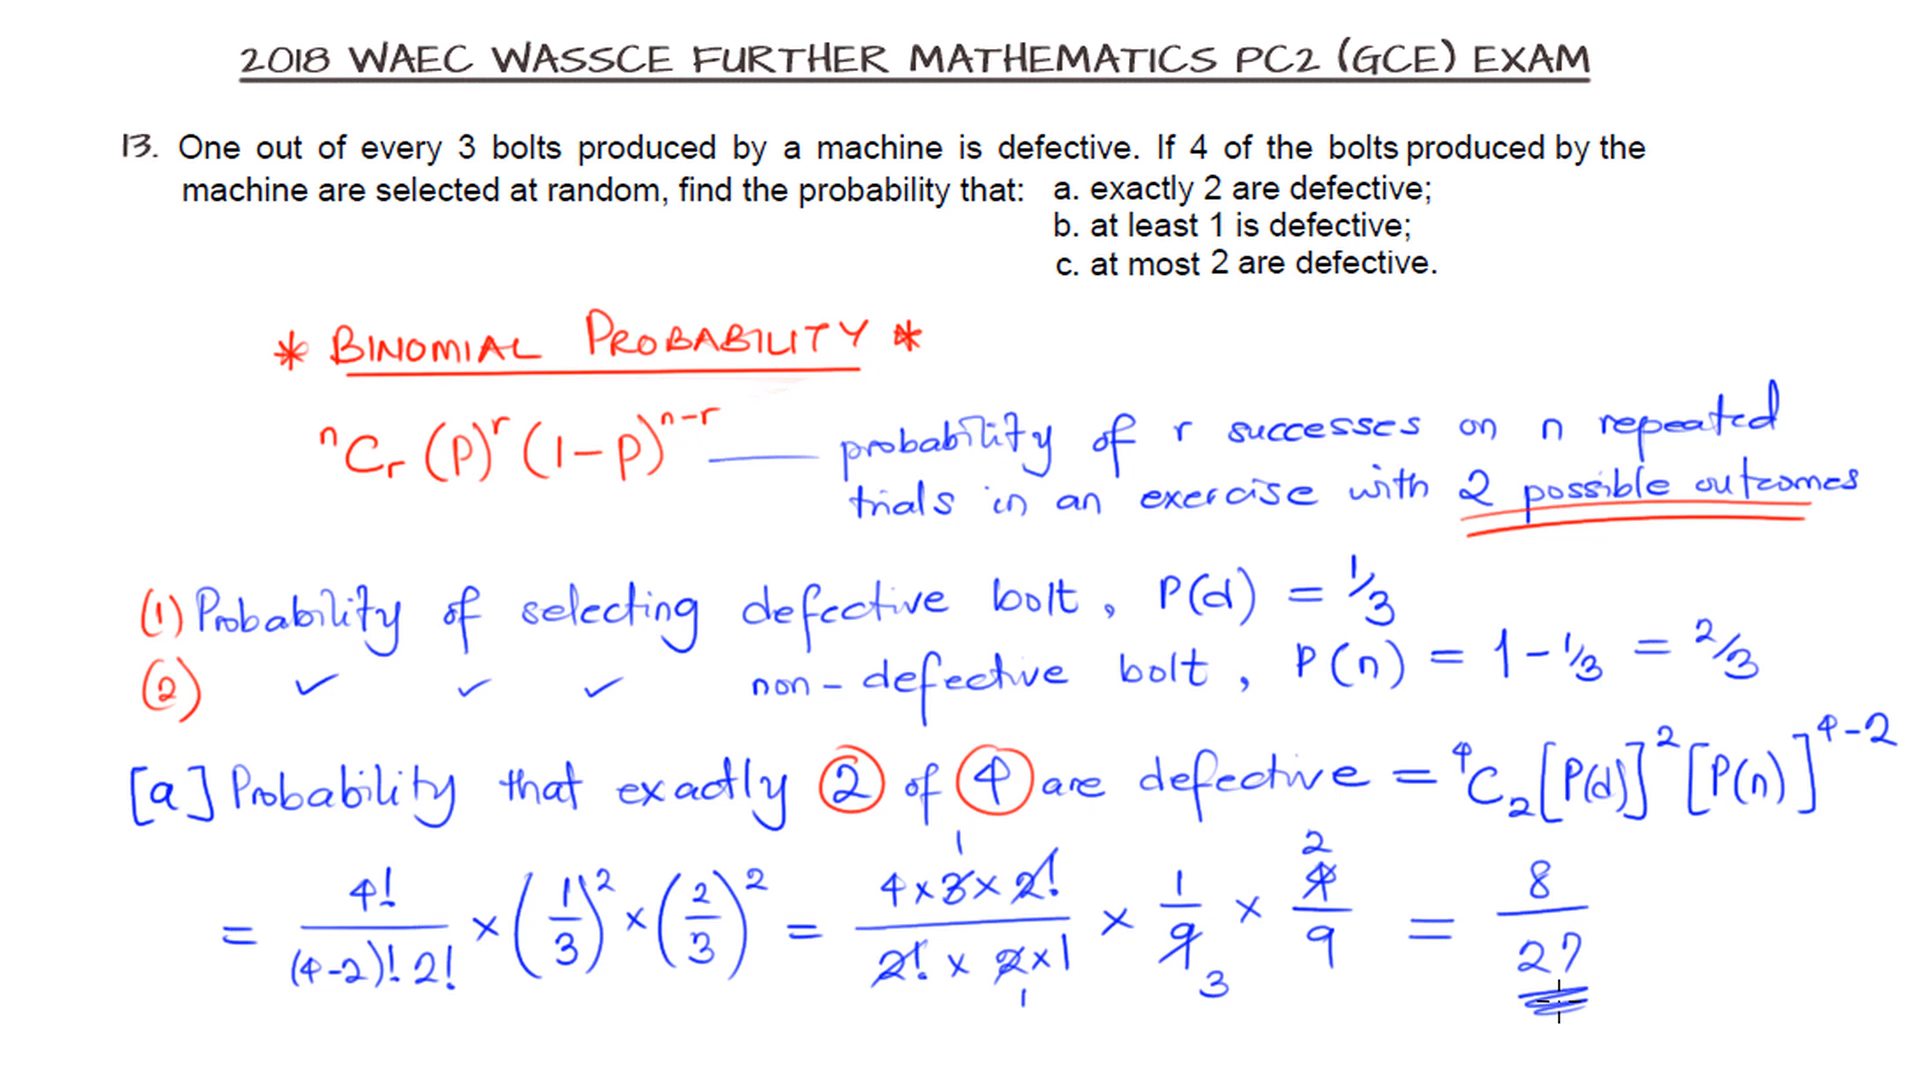 2018 WAEC WASSCE FURTHER MATHEMATICS PC2 (GCE) EXAM
13. One out of every 3 bolts produced by a machine is defective. If 4 of the bolts produced by the
machine are selected at random, find the probability that: a. exactly 2 are defective;
b. at least 1 is defective;
c. at most 2 are defective.
* BINOMIAL PROBABILITY *
ⁿCᵣ (p)ʳ (1-p)ⁿ⁻ʳ — probability of r successes on n repeated
trials in an exercise with 2 possible outcomes
(1) Probability of selecting defective bolt, P(d) = 1/3
(2) ✓ ✓ ✓ non-defective bolt, P(n) = 1 - 1/3 = 2/3
[a] Probability that exactly 2 of 4 are defective = ⁴C₂ [P(d)]² [P(n)]⁴⁻²
= 4!/((4-2)! 2!) × (1/3)² × (2/3)² = (4 × 3 × 2!)/(2! × 2 × 1) × 1/9 × 4/9 = 8/27
1 1 3 2